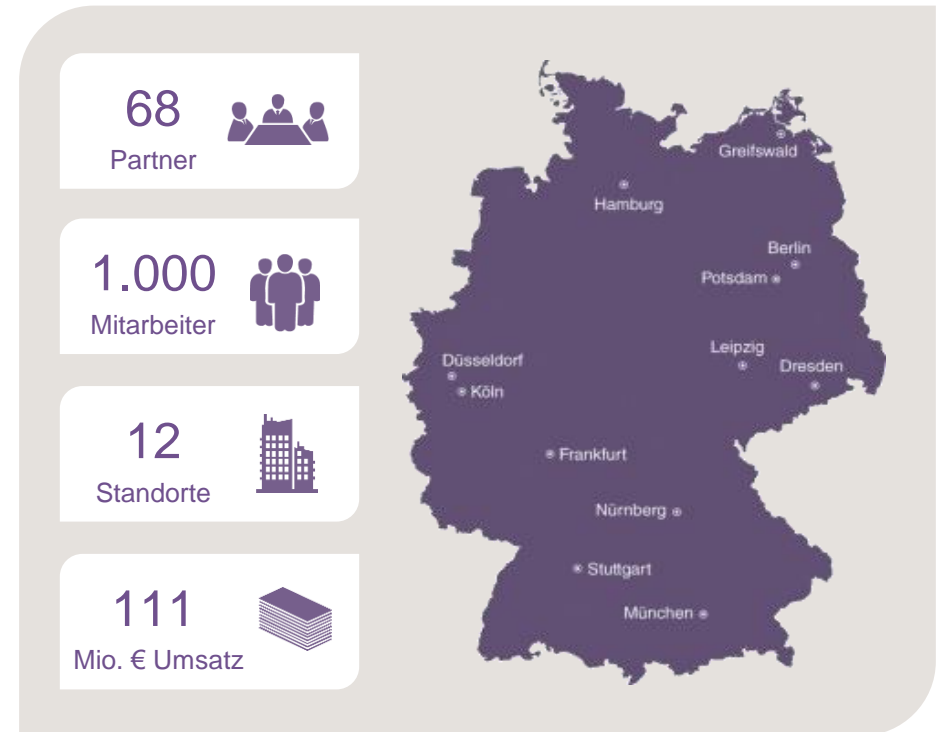 68
Partner
1.000
Mitarbeiter
12
Standorte
111
Mio. € Umsatz
Greifswald
Hamburg
Berlin
Potsdam
Leipzig
Düsseldorf
Dresden
Köln
Frankfurt
Nürnberg
Stuttgart
München